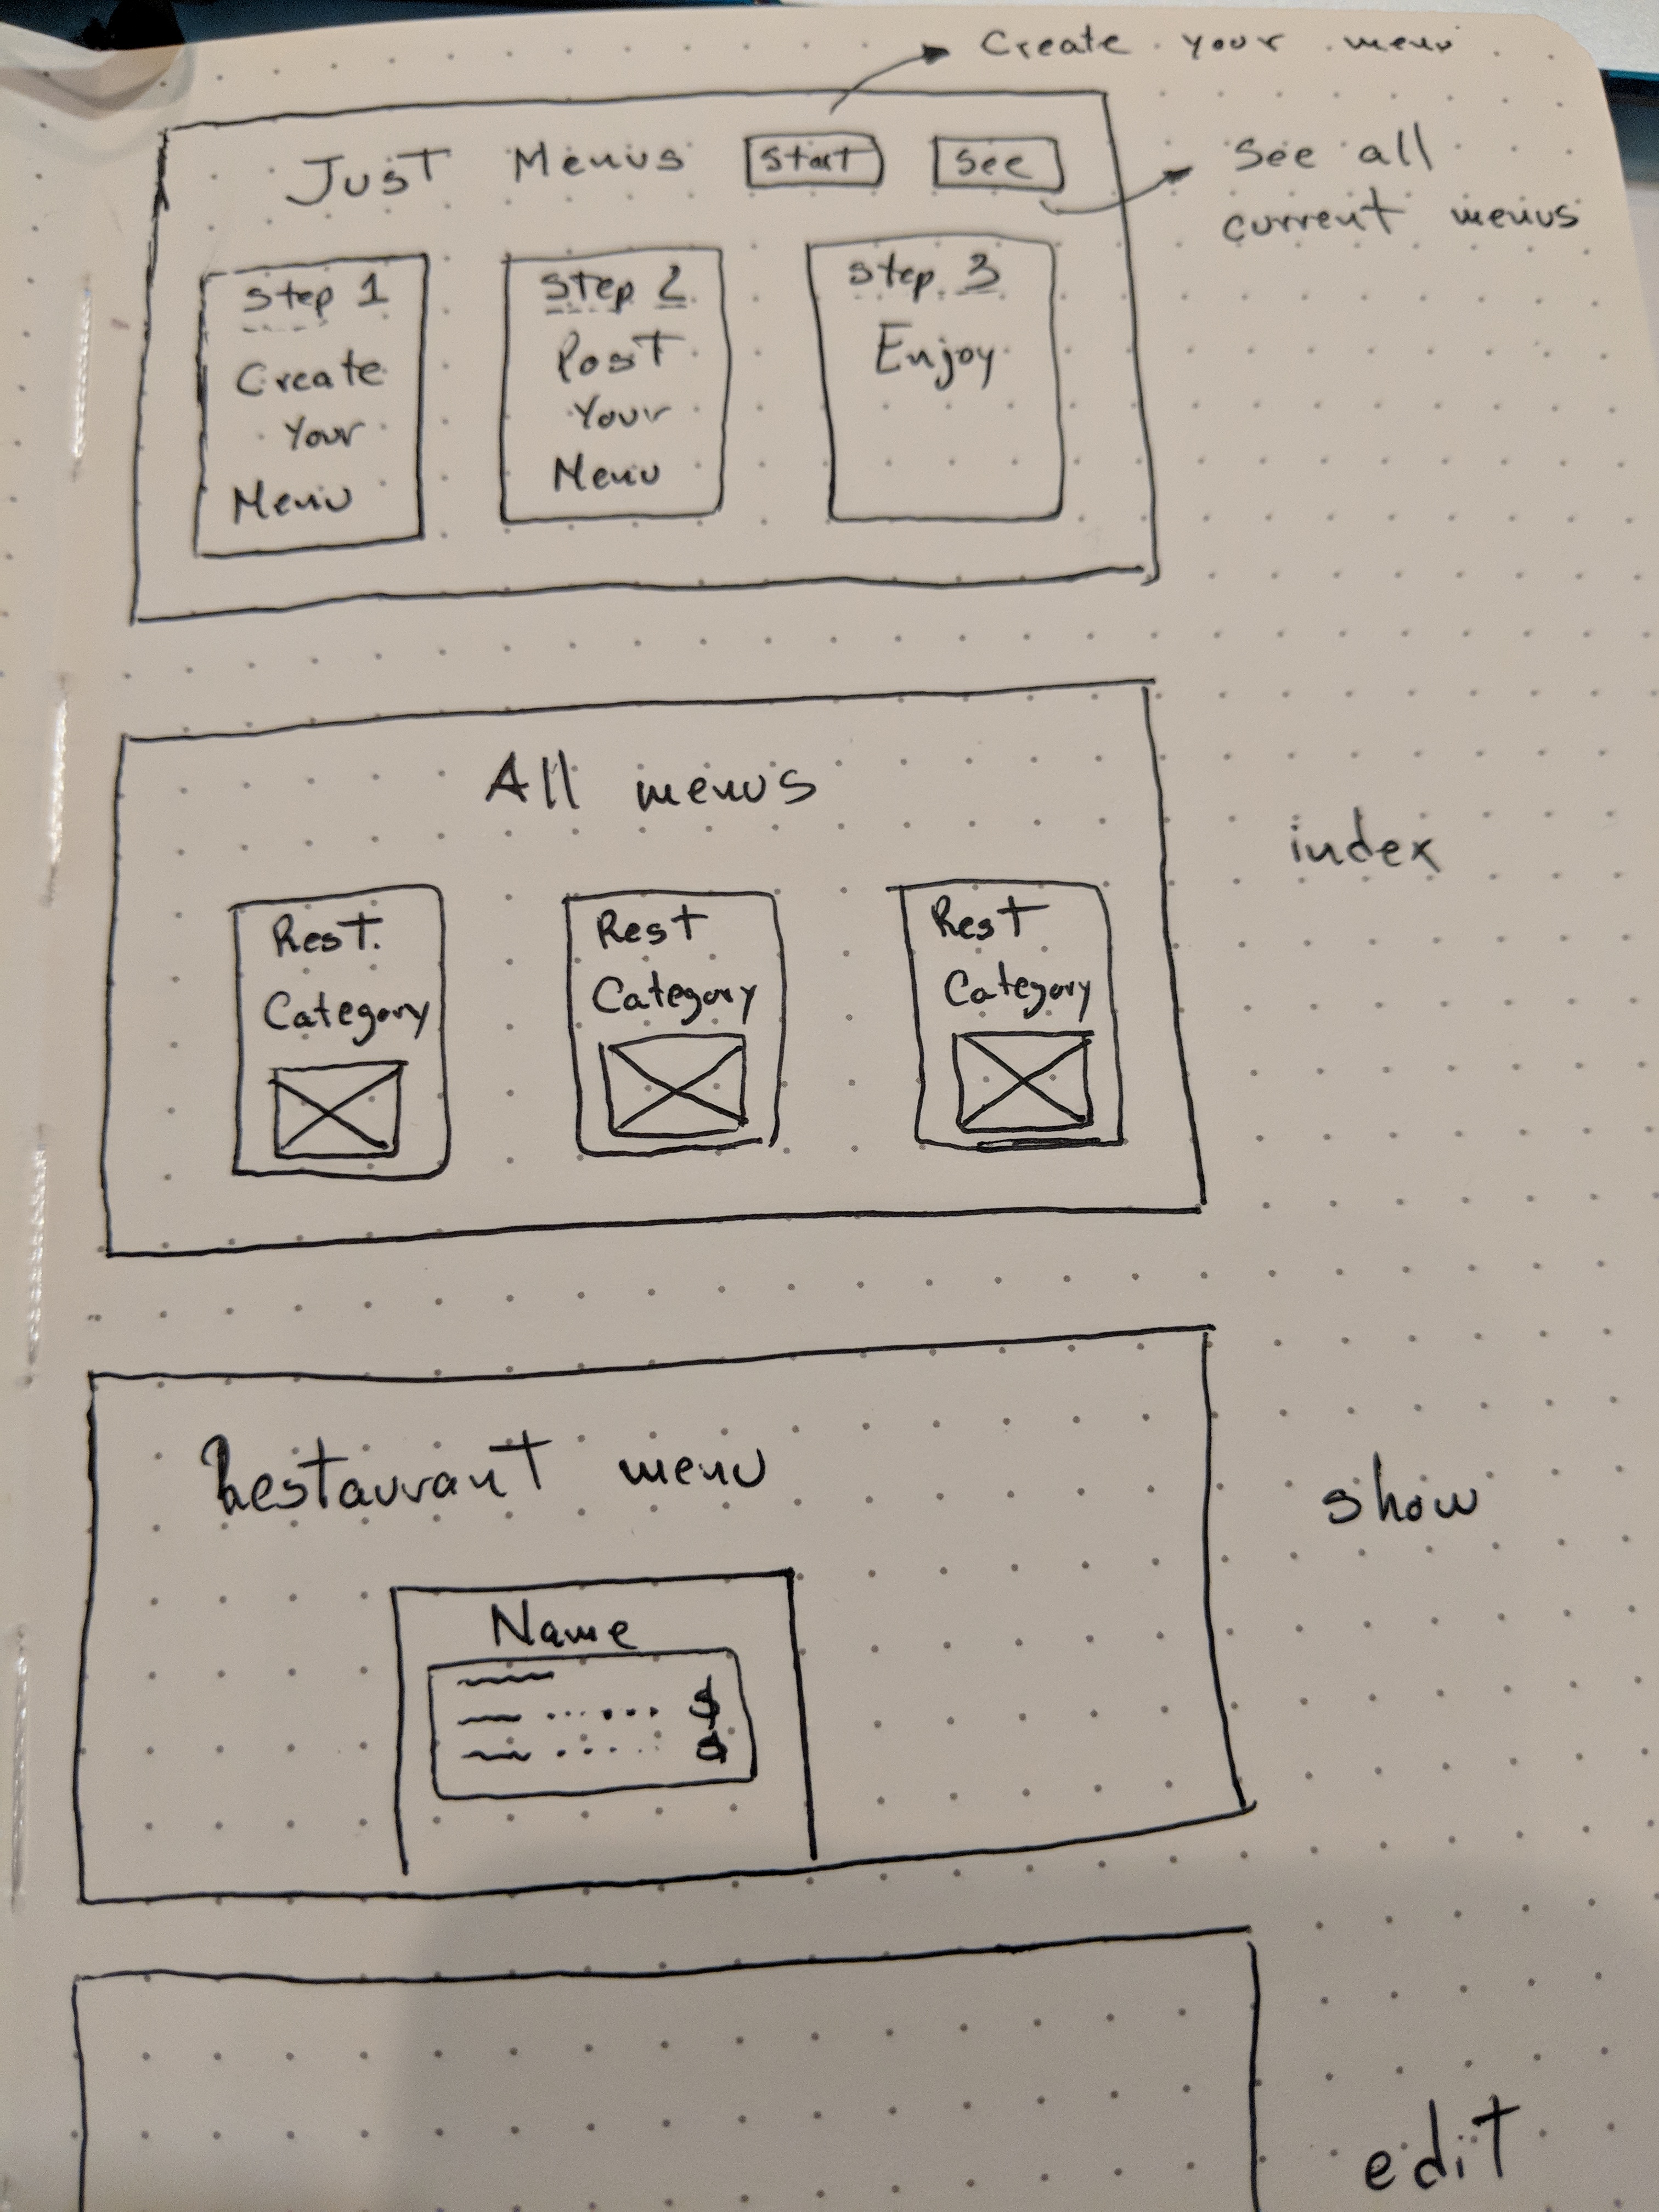 Create your menu
Just Menus Start See
See all
current menus
Step 1
Create
Your
Menu
Step 2
Post
Your
Menu
Step 3
Enjoy
All menus
index
Rest.
Category
Rest
Category
Rest
Category
Restaurant menu
show
Name
$
$
edit